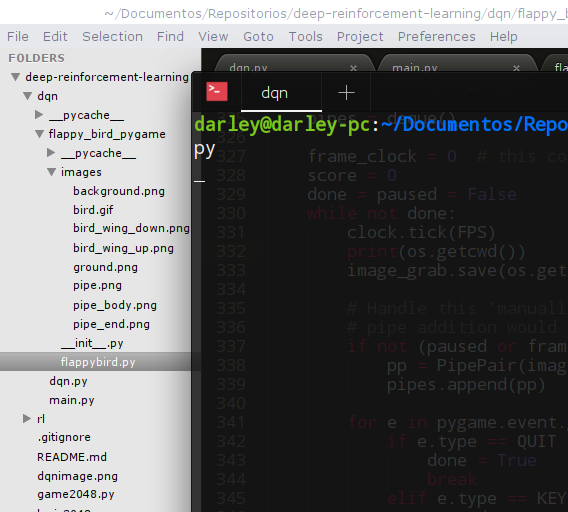 ~/Documentos/Repositorios/deep-reinforcement-learning/dqn/flappy_b
File Edit Selection Find View Goto Tools Project Preferences Help
FOLDERS
deep-reinforcement-learning
dqn
__pycache__
flappy_bird_pygame
__pycache__
images
background.png
bird.gif
bird_wing_down.png
bird_wing_up.png
ground.png
pipe.png
pipe_body.png
pipe_end.png
__init__.py
flappybird.py
dqn.py
main.py
rl
.gitignore
README.md
dqnimage.png
game2048.py
dqn.py × main.py × fla
dqn +
darley@darley-pc:~/Documentos/Repo
py
_
pipes deque()
326
327 frame_clock = 0 # this co
328 score = 0
329 done = paused = False
330 while not done:
331 clock.tick(FPS)
332 print(os.getcwd())
333 image_grab.save(os.get
334
335 # Handle this 'manuall
336 # pipe addition would
337 if not (paused or fram
338 pp = PipePair(imag
339 pipes.append(pp)
340
341 for e in pygame.event.
342 if e.type == QUIT
343 done = True
344 break
345 elif e.type == KEY